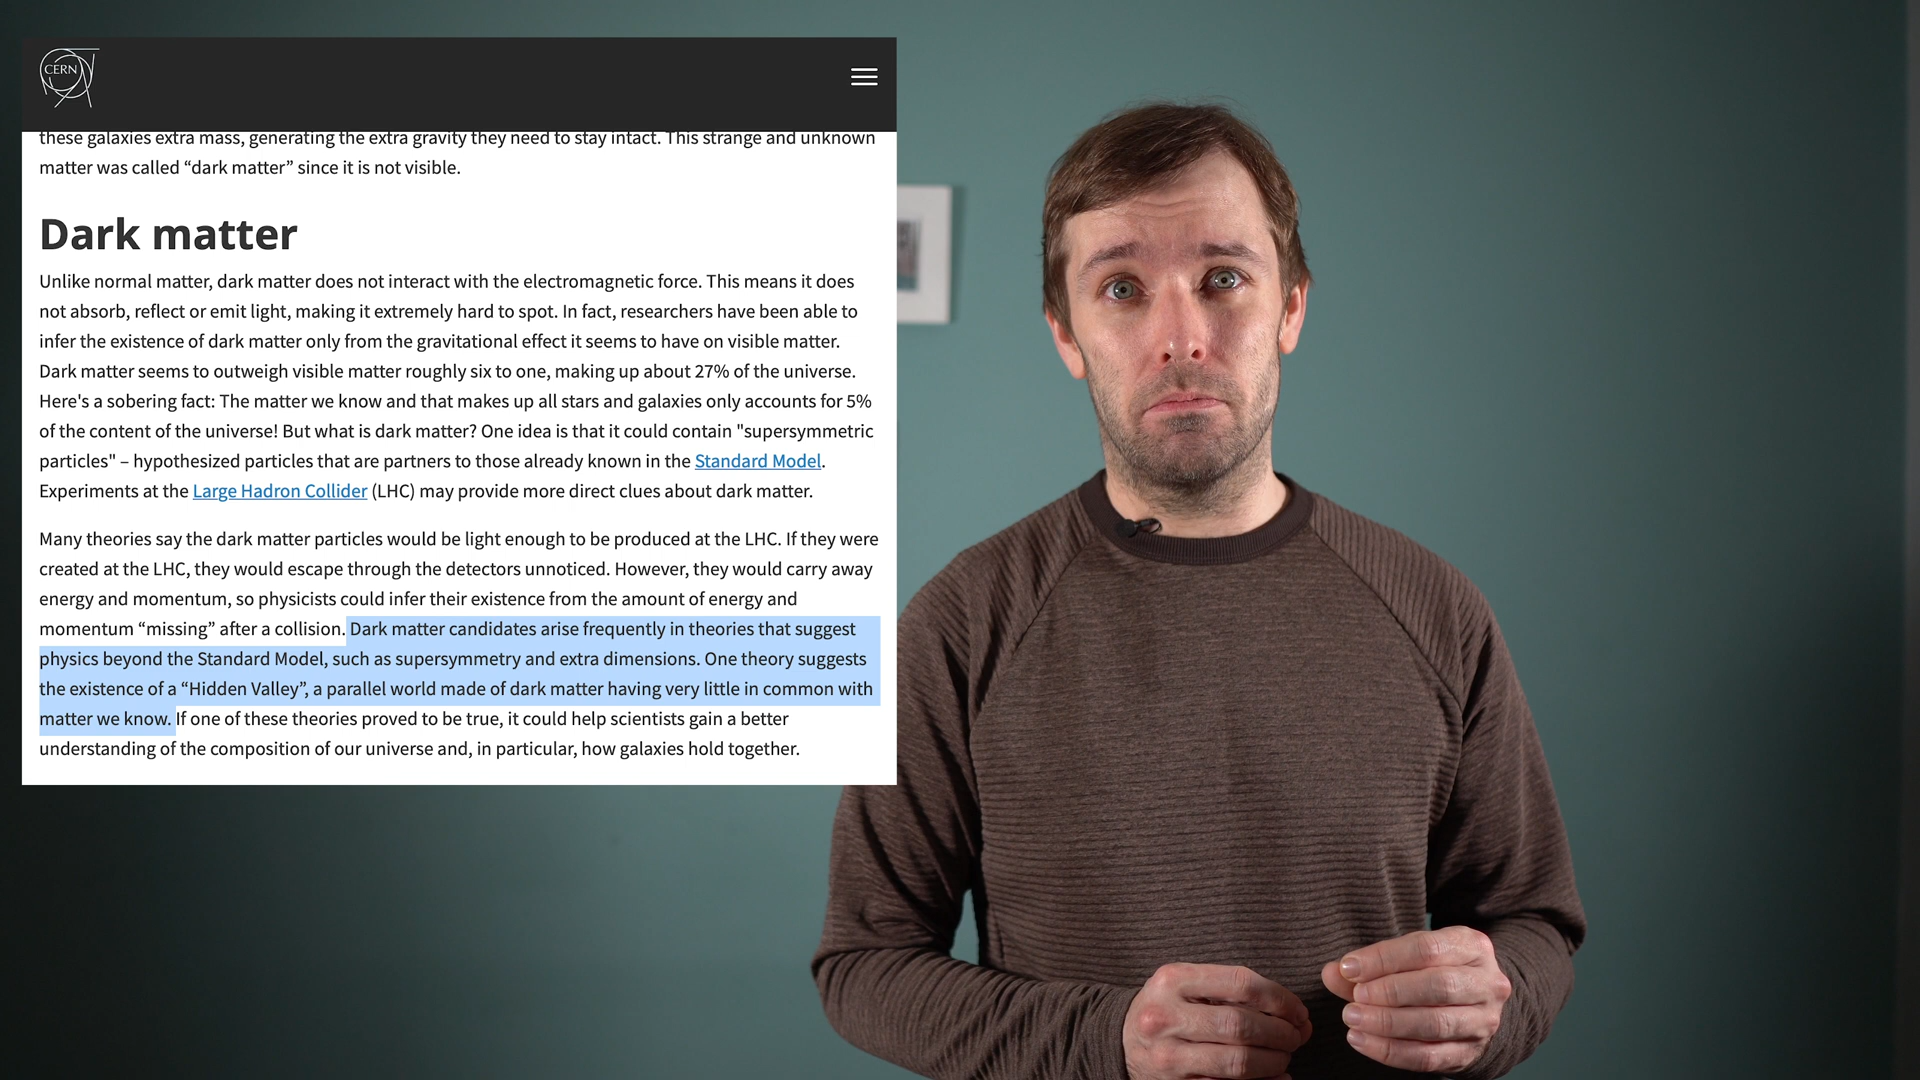 CERN
these galaxies extra mass, generating the extra gravity they need to stay intact. This strange and unknown
matter was called “dark matter” since it is not visible.
Dark matter
Unlike normal matter, dark matter does not interact with the electromagnetic force. This means it does
not absorb, reflect or emit light, making it extremely hard to spot. In fact, researchers have been able to
infer the existence of dark matter only from the gravitational effect it seems to have on visible matter.
Dark matter seems to outweigh visible matter roughly six to one, making up about 27% of the universe.
Here's a sobering fact: The matter we know and that makes up all stars and galaxies only accounts for 5%
of the content of the universe! But what is dark matter? One idea is that it could contain "supersymmetric
particles" – hypothesized particles that are partners to those already known in the Standard Model.
Experiments at the Large Hadron Collider (LHC) may provide more direct clues about dark matter.
Many theories say the dark matter particles would be light enough to be produced at the LHC. If they were
created at the LHC, they would escape through the detectors unnoticed. However, they would carry away
energy and momentum, so physicists could infer their existence from the amount of energy and
momentum “missing” after a collision. Dark matter candidates arise frequently in theories that suggest
physics beyond the Standard Model, such as supersymmetry and extra dimensions. One theory suggests
the existence of a “Hidden Valley”, a parallel world made of dark matter having very little in common with
matter we know. If one of these theories proved to be true, it could help scientists gain a better
understanding of the composition of our universe and, in particular, how galaxies hold together.